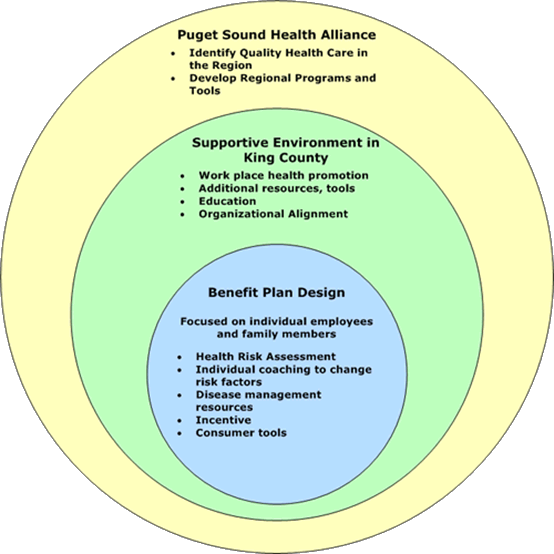 Puget Sound Health Alliance
• Identify Quality Health Care in
the Region
• Develop Regional Programs and
Tools
Supportive Environment in
King County
• Work place health promotion
• Additional resources, tools
• Education
• Organizational Alignment
Benefit Plan Design
Focused on individual employees
and family members
• Health Risk Assessment
• Individual coaching to change
risk factors
• Disease management
resources
• Incentive
• Consumer tools